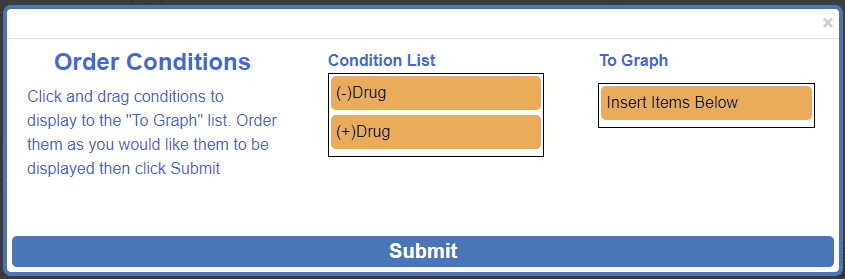 ×
Order Conditions
Click and drag conditions to
display to the "To Graph" list. Order
them as you would like them to be
displayed then click Submit
Condition List
(-)Drug
(+)Drug
To Graph
Insert Items Below
Submit